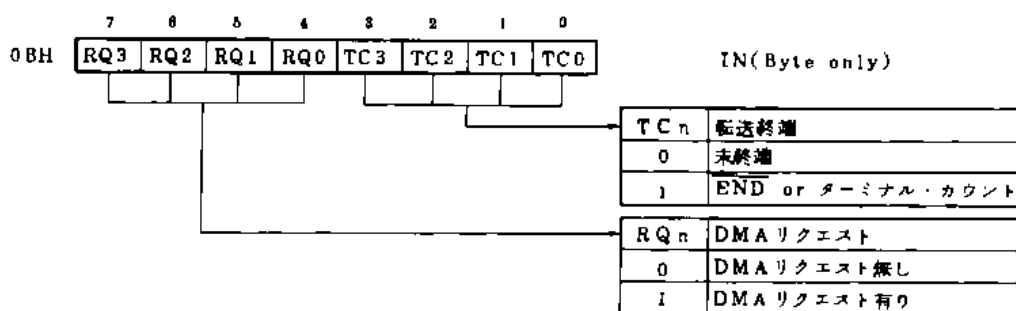 7 6 5 4 3 2 1 0
0BH RQ3 RQ2 RQ1 RQ0 TC3 TC2 TC1 TC0 IN(Byte only)
TCn 転送終端
0 未終端
1 END or ターミナル・カウント
RQn DMAリクエスト
0 DMAリクエスト無し
1 DMAリクエスト有り